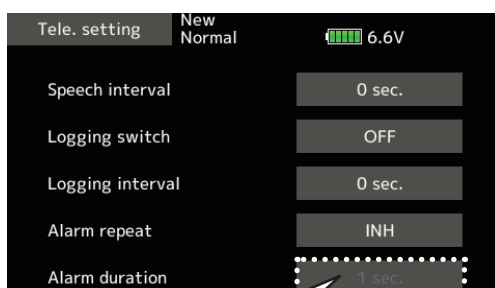 Tele. setting
New
Normal
6.6V
Speech interval 0 sec.
Logging switch OFF
Logging interval 0 sec.
Alarm repeat INH
Alarm duration 1 sec.